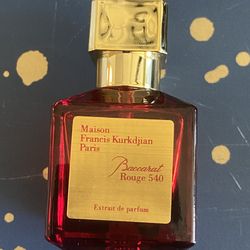 Maison
Francis Kurkdjian
Paris
Baccarat
Rouge 540
Extrait de parfum